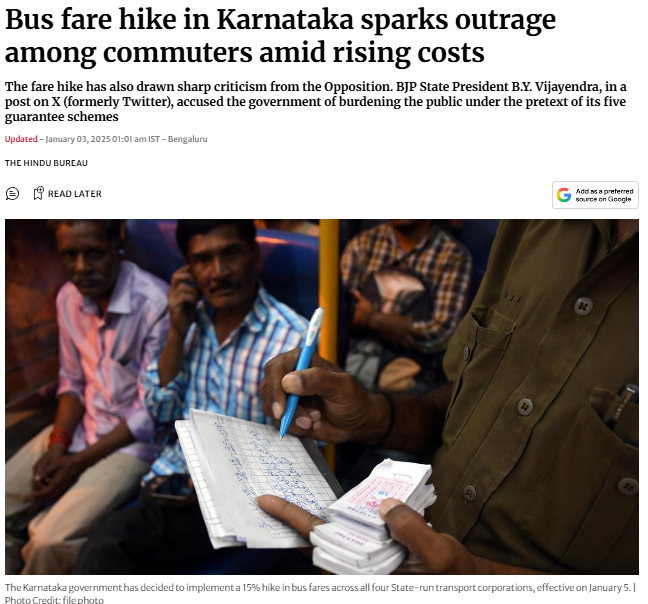 Bus fare hike in Karnataka sparks outrage
among commuters amid rising costs
The fare hike has also drawn sharp criticism from the Opposition. BJP State President B.Y. Vijayendra, in a
post on X (formerly Twitter), accused the government of burdening the public under the pretext of its five
guarantee schemes
Updated - January 03, 2025 01:01 am IST - Bengaluru
THE HINDU BUREAU
READ LATER
Add as a preferred
source on Google
The Karnataka government has decided to implement a 15% hike in bus fares across all four State-run transport corporations, effective on January 5. |
Photo Credit: file photo